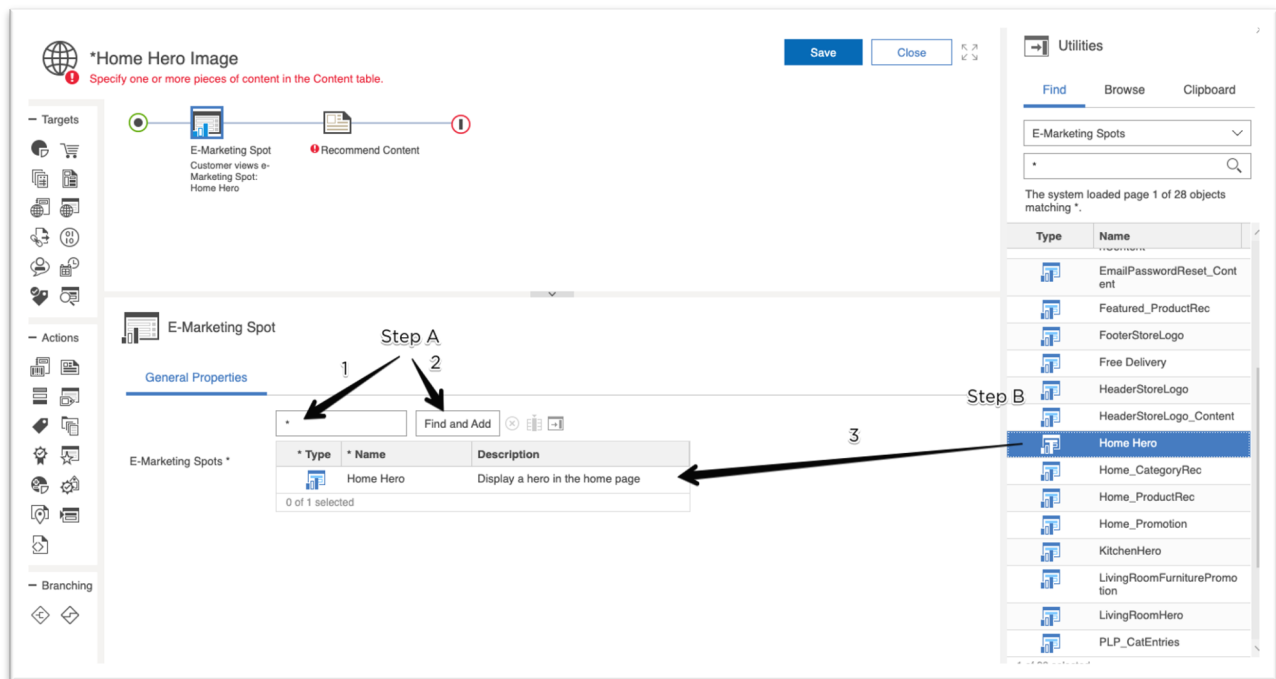 *Home Hero Image
Specify one or more pieces of content in the Content table.
Save
Close
Targets
E-Marketing Spot
Customer views e-
Marketing Spot:
Home Hero
Recommend Content
Actions
Branching
E-Marketing Spot
Step A
1
2
General Properties
*
Find and Add
E-Marketing Spots *
* Type * Name Description
Home Hero Display a hero in the home page
0 of 1 selected
Step B
3
Utilities
Find Browse Clipboard
E-Marketing Spots
*
The system loaded page 1 of 28 objects
matching *.
Type Name
EmailPasswordReset_Cont
ent
Featured_ProductRec
FooterStoreLogo
Free Delivery
HeaderStoreLogo
HeaderStoreLogo_Content
Home Hero
Home_CategoryRec
Home_ProductRec
Home_Promotion
KitchenHero
LivingRoomFurniturePromo
tion
LivingRoomHero
PLP_CatEntries